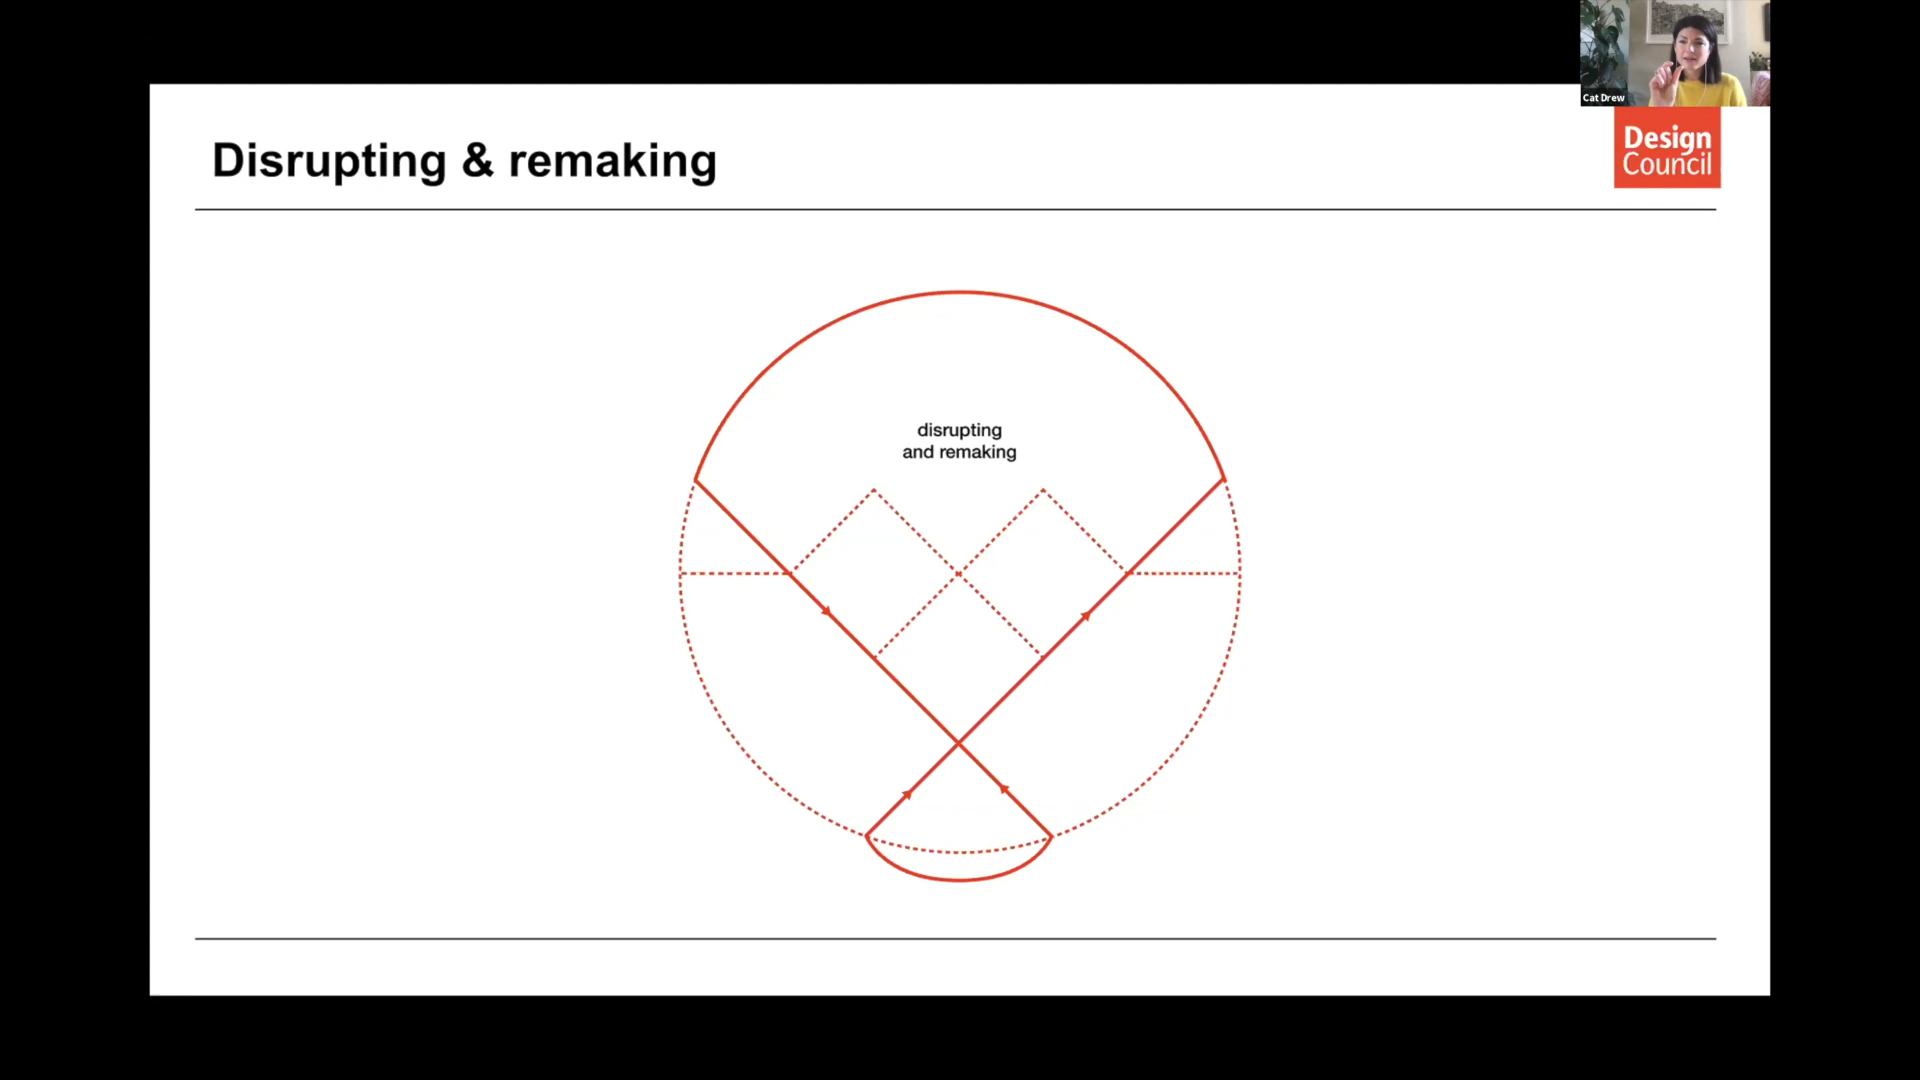 Cat Drew
Design
Council
Disrupting & remaking
disrupting
and remaking